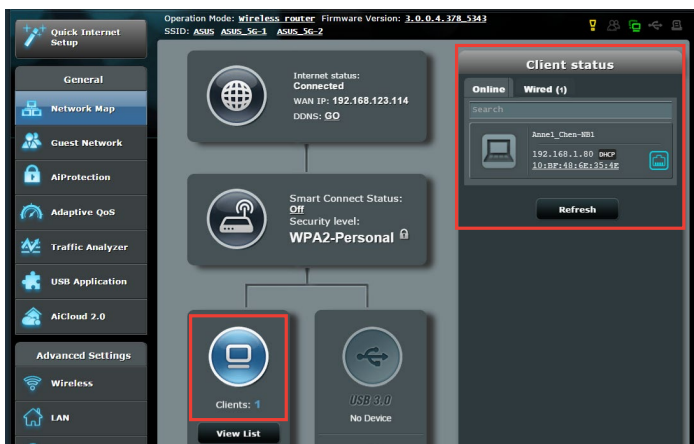 Operation Mode: Wireless router Firmware Version: 3.0.0.4.378_5343
SSID: ASUS ASUS_5G-1 ASUS_5G-2
Quick Internet
Setup
General
Network Map
Guest Network
AiProtection
Adaptive QoS
Traffic Analyzer
USB Application
AiCloud 2.0
Advanced Settings
Wireless
LAN
Internet status:
Connected
WAN IP: 192.168.123.114
DDNS: GO
Smart Connect Status:
Off
Security level:
WPA2-Personal
Clients: 1
View List
USB 3.0
No Device
Client status
Online Wired (1)
Search
Anne1_Chen-NB1
192.168.1.80 DHCP
10:BF:48:6E:35:4E
Refresh